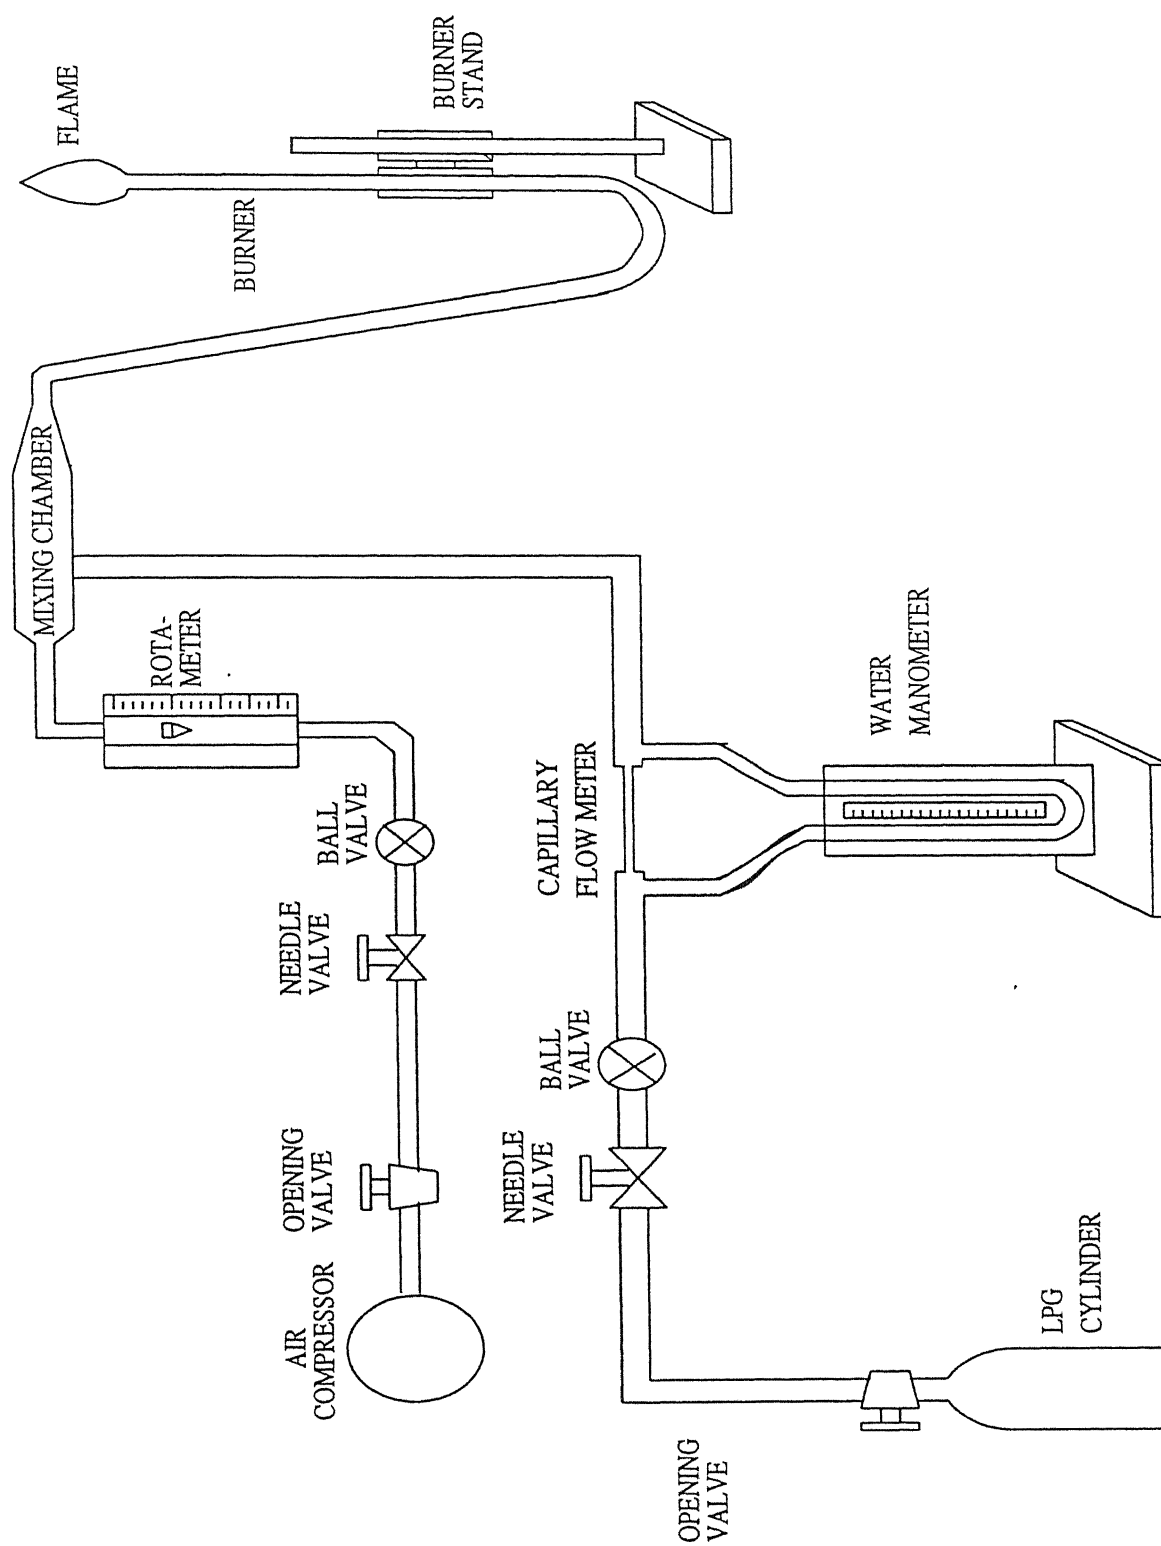 FLAME
BURNER
STAND
BURNER
MIXING CHAMBER
ROTA-
METER
BALL
VALVE
NEEDLE
VALVE
OPENING
VALVE
AIR
COMPRESSOR
CAPILLARY
FLOW METER
WATER
MANOMETER
BALL
VALVE
NEEDLE
VALVE
LPG
CYLINDER
OPENING
VALVE